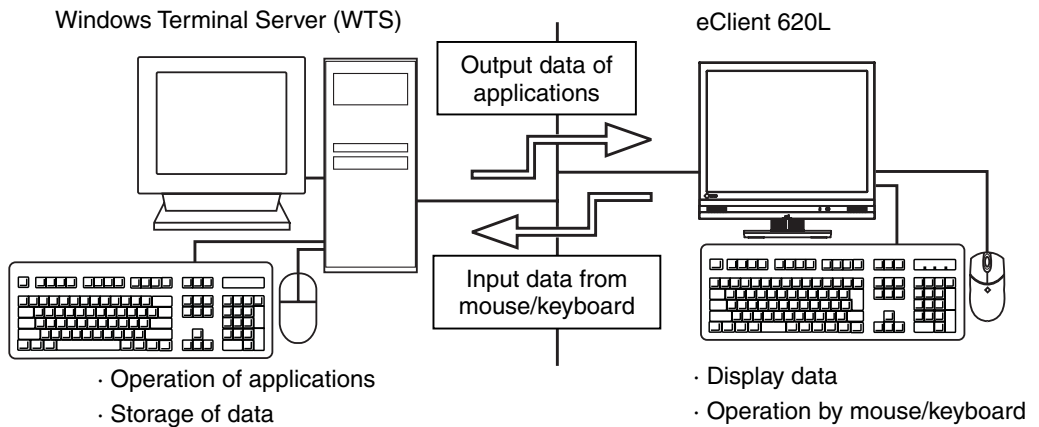 Windows Terminal Server (WTS)
eClient 620L
Output data of
applications
Input data from
mouse/keyboard
· Operation of applications
· Storage of data
· Display data
· Operation by mouse/keyboard